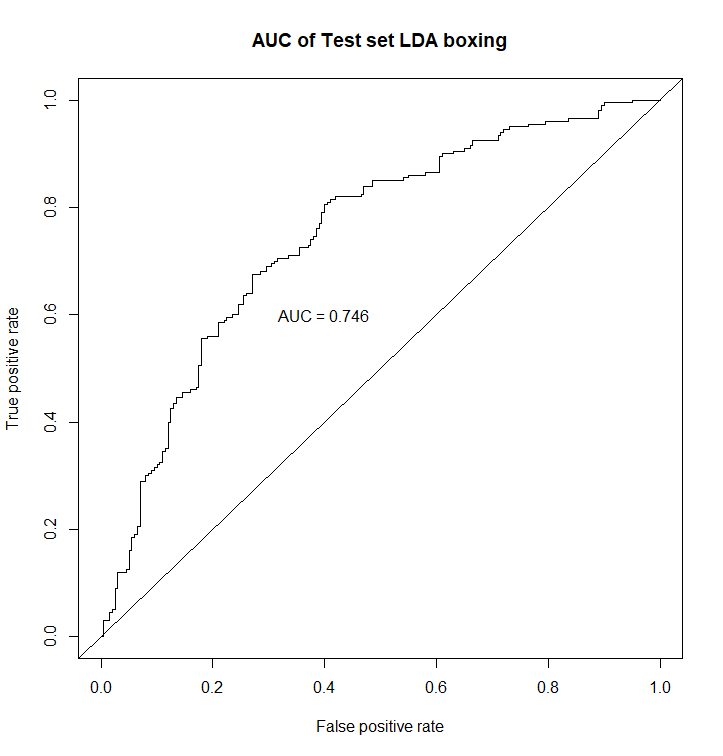 AUC of Test set LDA boxing
1.0
0.8
0.6
0.4
0.2
0.0
True positive rate
AUC = 0.746
0.0 0.2 0.4 0.6 0.8 1.0
False positive rate